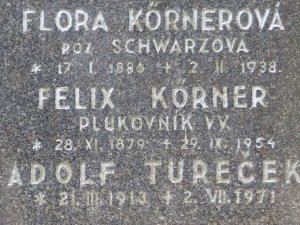 FLORA KÖRNEROVÁ
ROZ SCHWARZOVÁ
* 17. I. 1886 + 2. II. 1938.
FELIX KÖRNER
PLUKOVNÍK VV.
* 28. XI. 1879 + 29. IX. 1954
ADOLF TUREČEK
* 21. III. 1913 + 2. VII. 1971